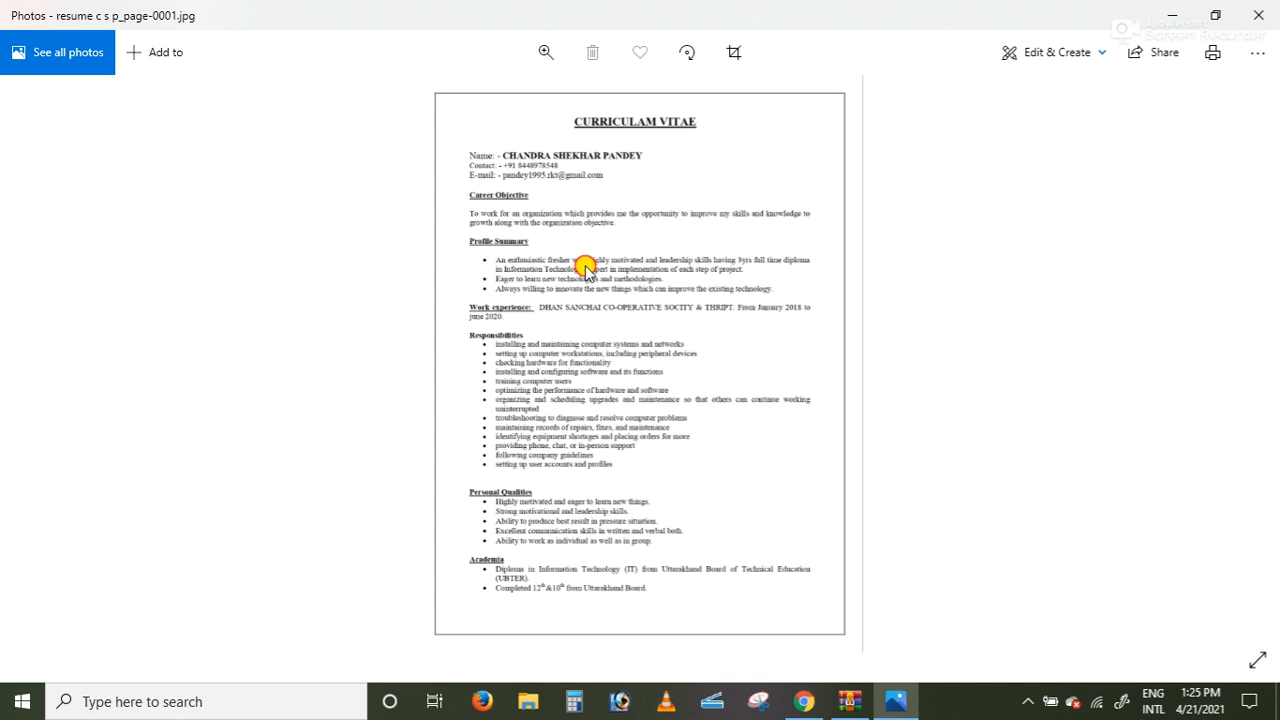 Photos - resume c s p_page-0001.jpg
Apowersoft
Screen Recorder
See all photos
Add to
Edit & Create
Share
CURRICULAM VITAE
Name: - CHANDRA SHEKHAR PANDEY
Contact: - +91 8448978548
E-mail: - pandey1995.rkt@gmail.com
Career Objective
To work for an organization which provides me the opportunity to improve my skills and knowledge to
growth along with the organization objective.
Profile Summary
An enthusiastic fresher highly motivated and leadership skills having 3yrs full time diploma
in Information Technology in implementation of each step of project.
Eager to learn new technologies and methodologies.
Always willing to innovate the new things which can improve the existing technology.
Work experience: DHAN SANCHAI CO-OPERATIVE SOCITY & THRIPT. From January 2018 to
june 2020.
Responsibilities
installing and maintaining computer systems and networks
setting up computer workstations, including peripheral devices
checking hardware for functionality
installing and configuring software and its functions
training computer users
optimizing the performance of hardware and software
organizing and scheduling upgrades and maintenance so that others can continue working
uninterrupted
troubleshooting to diagnose and resolve computer problems
maintaining records of repairs, fixes, and maintenance
identifying equipment shortages and placing orders for more
providing phone, chat, or in-person support
following company guidelines
setting up user accounts and profiles
Personal Qualities
Highly motivated and eager to learn new things.
Strong motivational and leadership skills.
Ability to produce best result in pressure situation.
Excellent communication skills in written and verbal both.
Ability to work as individual as well as in group.
Academia
Diploma in Information Technology (IT) from Uttarakhand Board of Technical Education
(UBTER).
Completed 12th &10th from Uttarakhand Board.
Type here to search
ENG
INTL
1:25 PM
4/21/2021